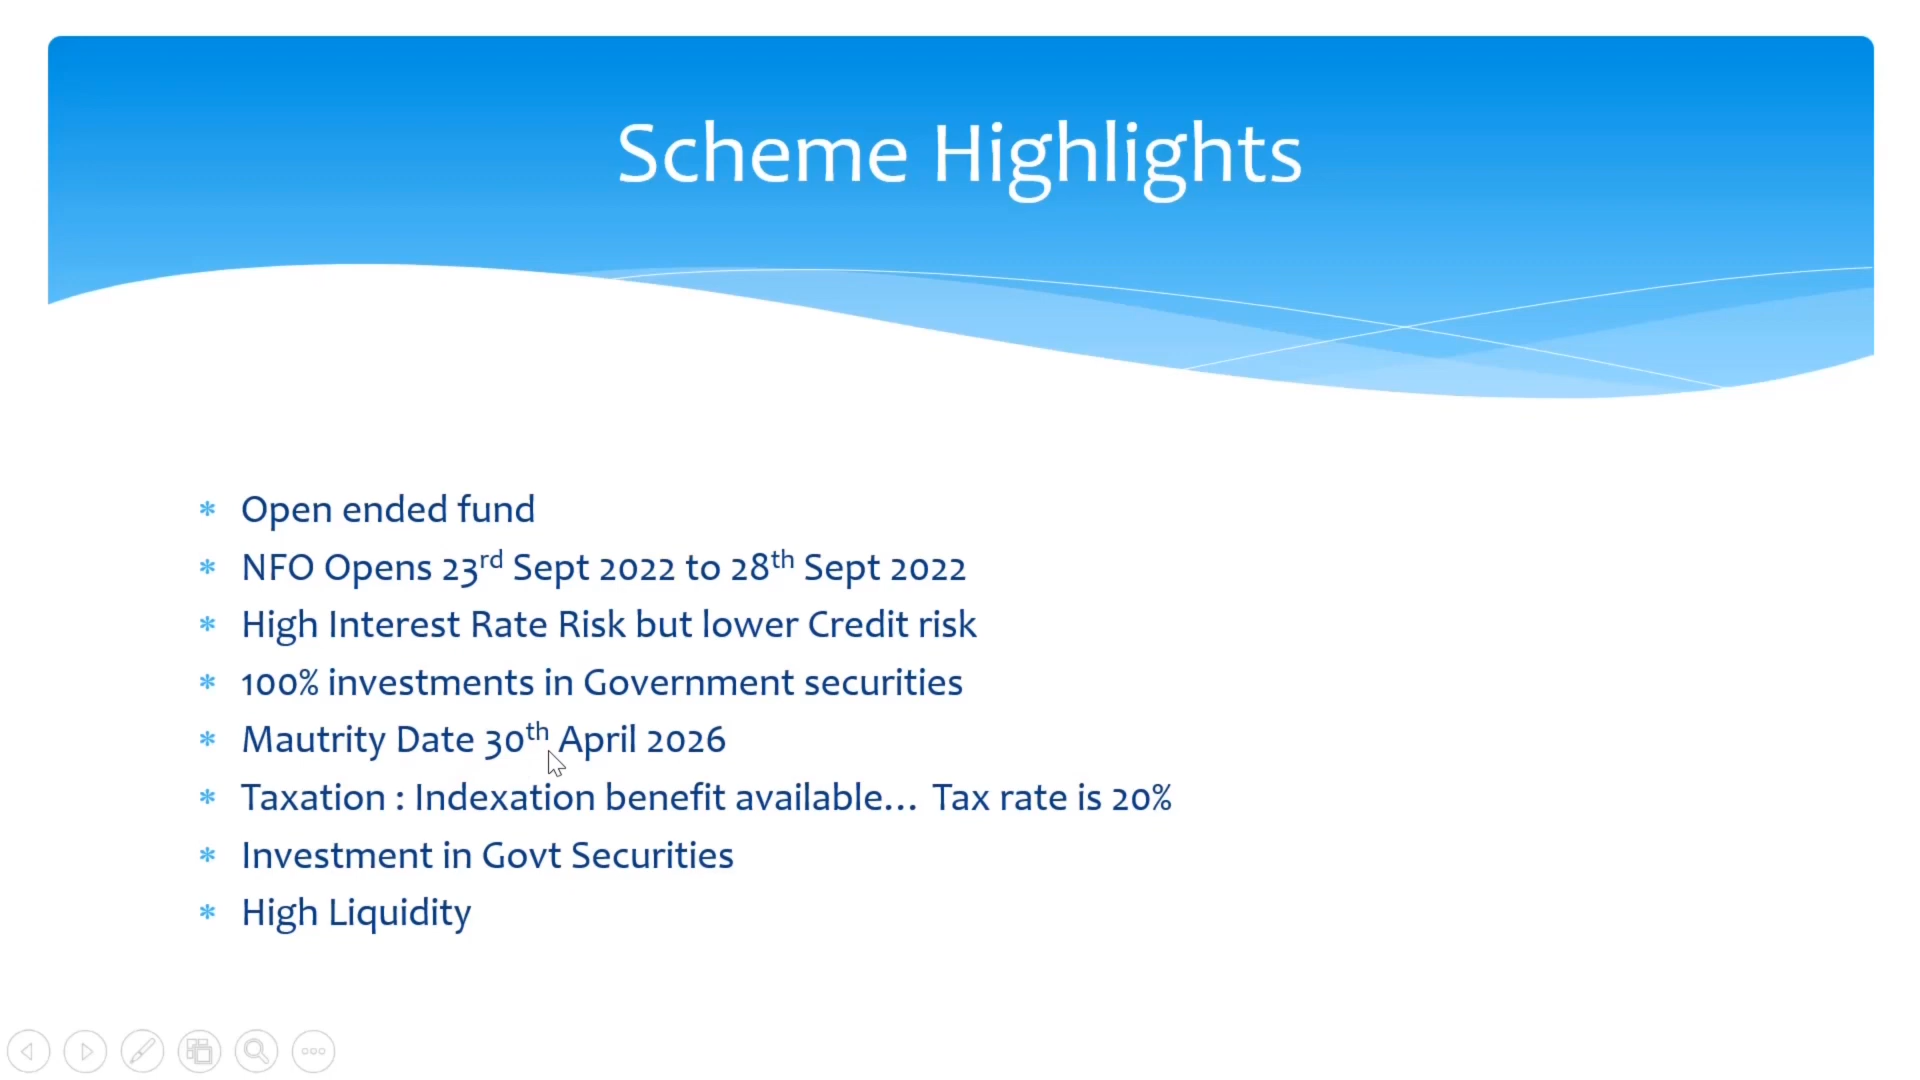 Scheme Highlights
* Open ended fund
* NFO Opens 23rd Sept 2022 to 28th Sept 2022
* High Interest Rate Risk but lower Credit risk
* 100% investments in Government securities
* Mautrity Date 30th April 2026
* Taxation : Indexation benefit available... Tax rate is 20%
* Investment in Govt Securities
* High Liquidity